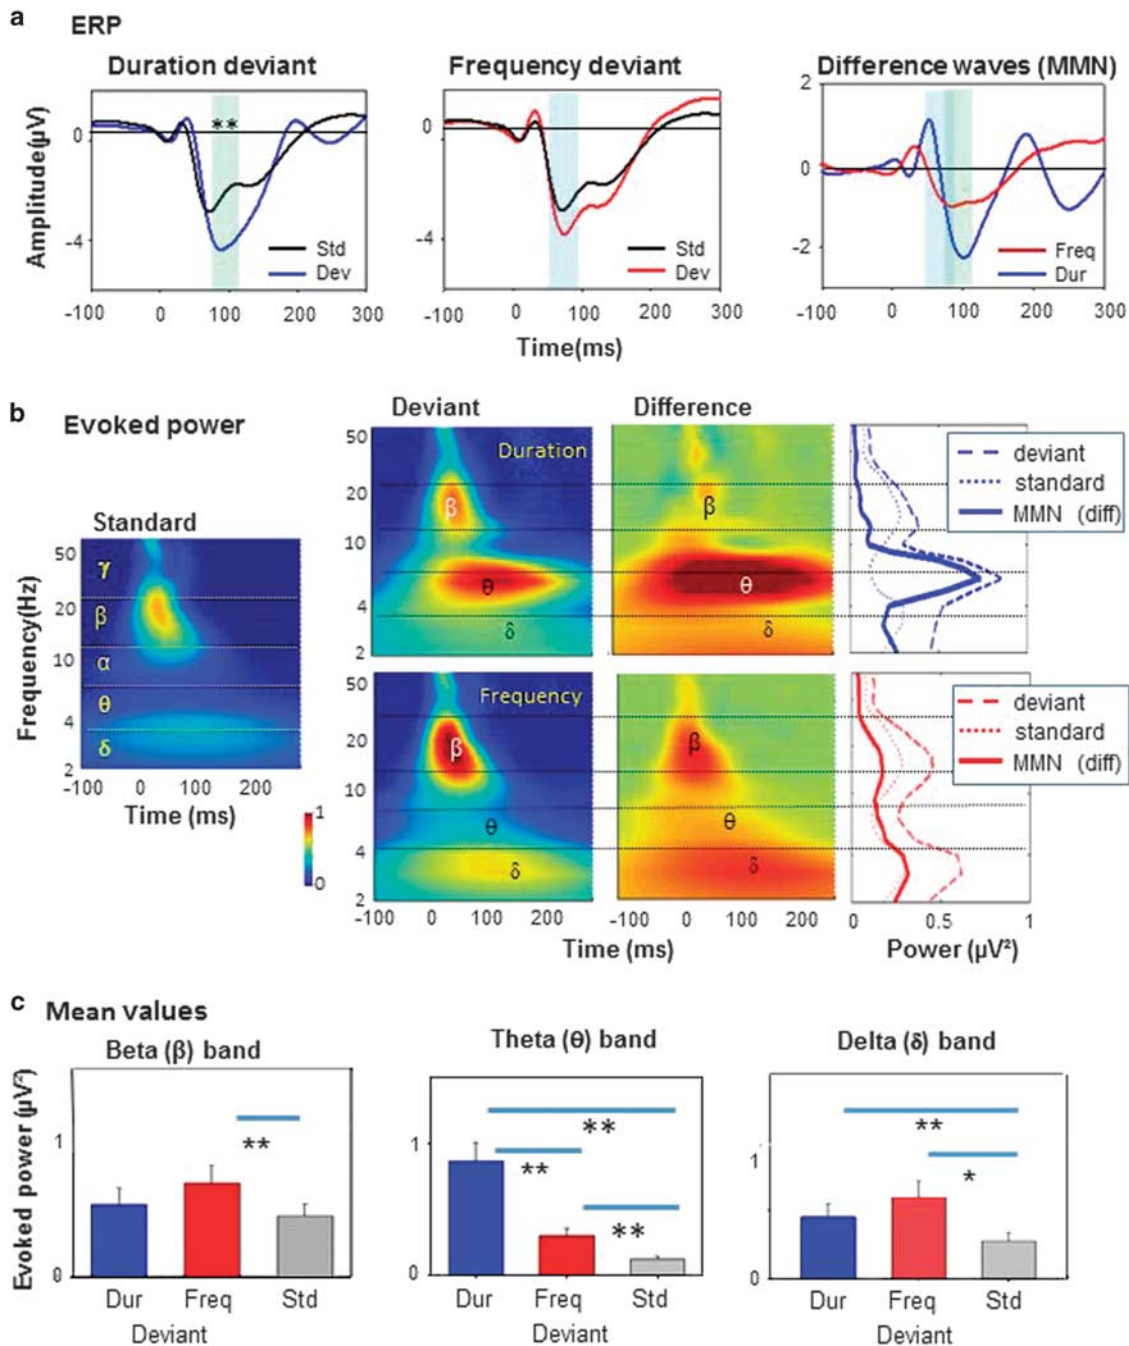 a
ERP
Duration deviant
Frequency deviant
Difference waves (MMN)
Amplitude(µV)
0
-4
**
Std
Dev
-100 0 100 200 300
0
-4
Std
Dev
-100 0 100 200 300
2
0
-2
Freq
Dur
-100 0 100 200 300
Time(ms)
b
Evoked power
Standard
Frequency(Hz)
50
20
10
4
2
γ
β
α
θ
δ
-100 0 100 200
Time (ms)
1
0
Deviant
Difference
50
20
10
4
2
Duration
β
θ
δ
β
θ
δ
deviant
standard
MMN (diff)
50
20
10
4
2
Frequency
β
θ
δ
β
θ
δ
deviant
standard
MMN (diff)
-100 0 100 200
-100 0 100 200
0 0.5 1
Time (ms)
Power (µV²)
c
Mean values
Beta (β) band
Theta (θ) band
Delta (δ) band
Evoked power (µV²)
1
0
**
Dur Freq Std
Deviant
1
0
**
**
**
Dur Freq Std
Deviant
1
0
**
*
Dur Freq Std
Deviant